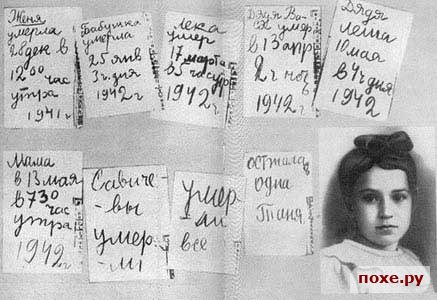 Женя
умерла
28 дек в
12 00 час
утра
1941 г
Бабушка
умерла
25 янв
3 ч. дня
1942 г
Лека
умер
17 марта
в 5 час утр
1942 г
Дядя Ва-
ся умер
в 13 апр
2 ч ноч
1942 г
Дядя
Леша
10 мая
в 4 ч дня
1942
Мама
в 13 мая
в 7 30
час
утра
1942 г
Савиче-
вы
умер-
ли
умер
ли
все
осталась
одна
Таня
похе.ру